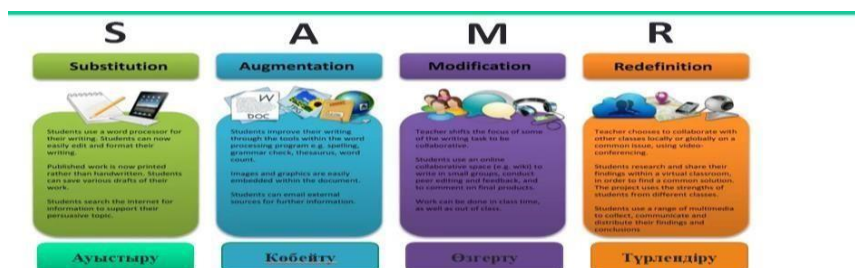 S
A
M
R
Substitution
Augmentation
Modification
Redefinition
W
DOC
Students use a word processor for
their writing. Students can now
easily edit and format their
writing.
Published work is now printed
rather than handwritten. Students
can save various drafts of their
work.
Students search the internet for
information to support their
persuasive topic.
Students improve their writing
through the tools within the word
processing program e.g. spelling,
grammar check, thesaurus, word
count.
Images and graphics are easily
embedded within the document.
Students can email external
sources for further information.
Teacher shifts the focus of some
of the writing task to be
collaborative.
Students use an online
collaborative space (e.g. wiki) to
write in small groups, conduct
peer editing and feedback, and
to comment on final products.
Work can be done in class time,
as well as out of class.
Teacher chooses to collaborate with
other classes locally or globally on a
common issue, using video-
conferencing.
Students research and share their
findings within a virtual classroom,
in order to find a common solution.
The project uses the strengths of
students from different classes.
Students use a range of multimedia
to collect, communicate and
distribute their findings and
conclusions
Ауыстыру
Көбейту
Өзгерту
Түрлендіру